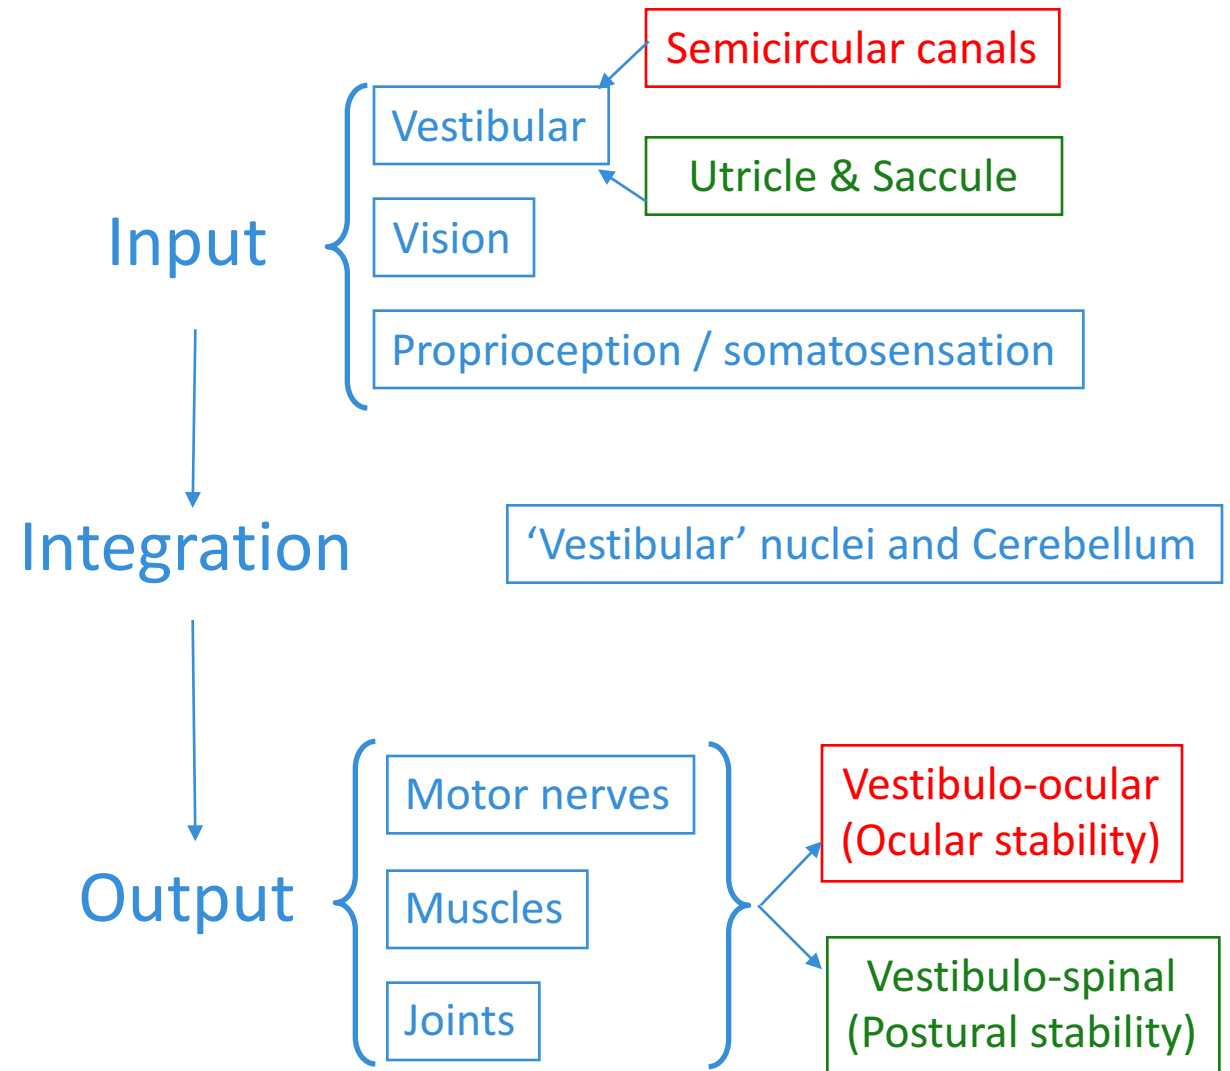 Semicircular canals
Vestibular
Utricle & Saccule
Input
Vision
Proprioception / somatosensation
Integration
‘Vestibular’ nuclei and Cerebellum
Output
Motor nerves
Muscles
Joints
Vestibulo-ocular
(Ocular stability)
Vestibulo-spinal
(Postural stability)